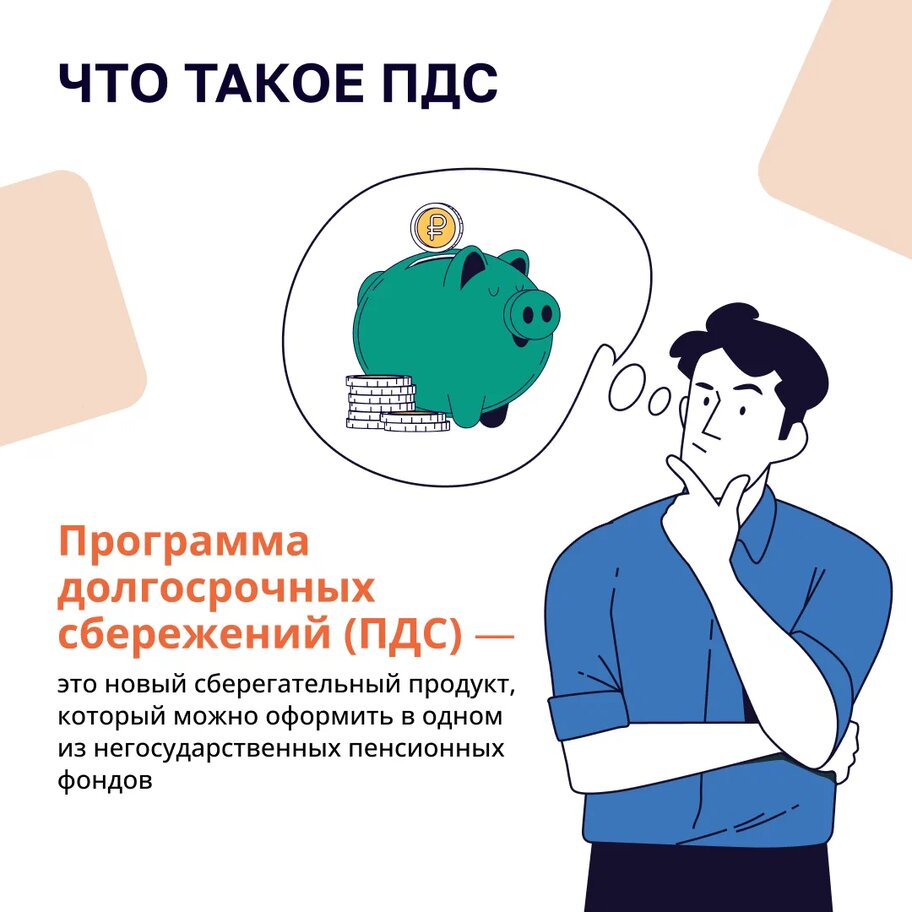 ЧТО ТАКОЕ ПДС
Программа
долгосрочных
сбережений (ПДС) —
это новый сберегательный продукт,
который можно оформить в одном
из негосударственных пенсионных
фондов